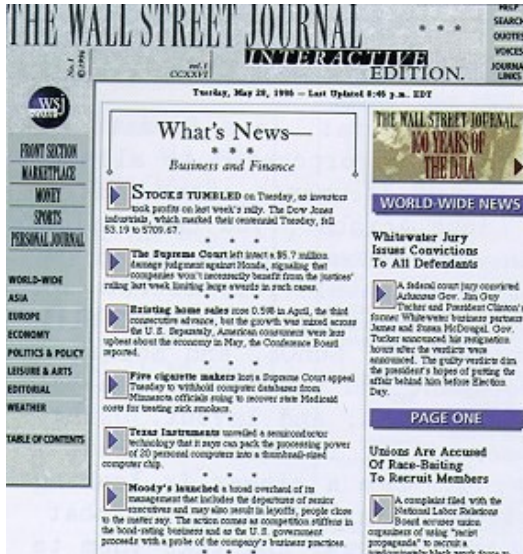 THE WALL STREET JOURNAL
INTERACTIVE
EDITION.
No. 1
©1996
vol. 1
CCXXVI
HELP
SEARCH
QUOTES
VOICES
JOURNAL
LINKS
Tuesday, May 28, 1996 — Last Updated 8:46 p.m. EDT
wsj
FRONT SECTION
MARKETPLACE
MONEY
SPORTS
PERSONAL JOURNAL
WORLD-WIDE
ASIA
EUROPE
ECONOMY
POLITICS & POLICY
LEISURE & ARTS
EDITORIAL
WEATHER
TABLE OF CONTENTS
What's News—
* * *
Business and Finance
STOCKS TUMBLED on Tuesday, as investors
took profits on last week's rally. The Dow Jones
industrials, which marked their centennial Tuesday, fell
53.19 to 5709.67.
* * *
The Supreme Court left intact a $5.7 million
damage judgment against Honda, signaling that
companies won't necessarily benefit from the justices'
ruling last week limiting large awards in such cases.
* * *
Existing home sales rose 0.5% in April, the third
consecutive advance, but the growth was mixed across
the U.S. Separately, American consumers were less
upbeat about the economy in May, the Conference Board
reported.
* * *
Five cigarette makers lost a Supreme Court appeal
Tuesday to withhold computer databases from
Minnesota officials suing to recover state Medicaid
costs for treating sick smokers.
* * *
Texas Instruments unveiled a semiconductor
technology that it says can pack the processing power
of 20 personal computers into a thumbnail-sized
computer chip.
* * *
Moody's launched a broad overhaul of its
management that includes the departures of senior
executives and may also result in layoffs, people close
to the matter say. The action comes as competition stiffens in
the bond-rating business and as the U.S. government
proceeds with a probe of the company's business practices.
THE WALL STREET JOURNAL
100 YEARS OF
THE DJIA
WORLD-WIDE NEWS
Whitewater Jury
Issues Convictions
To All Defendants
A federal court jury convicted
Arkansas Gov. Jim Guy
Tucker and President Clinton's
former Whitewater business partners
James and Susan McDougal. Gov.
Tucker announced his resignation
hours after the verdicts were
announced. The guilty verdicts dim
the president's hopes of putting the
affair behind him before Election
Day.
PAGE ONE
Unions Are Accused
Of Race-Baiting
To Recruit Members
A complaint filed with the
National Labor Relations
Board accuses union
organizers of using "racist
propaganda" to recruit a